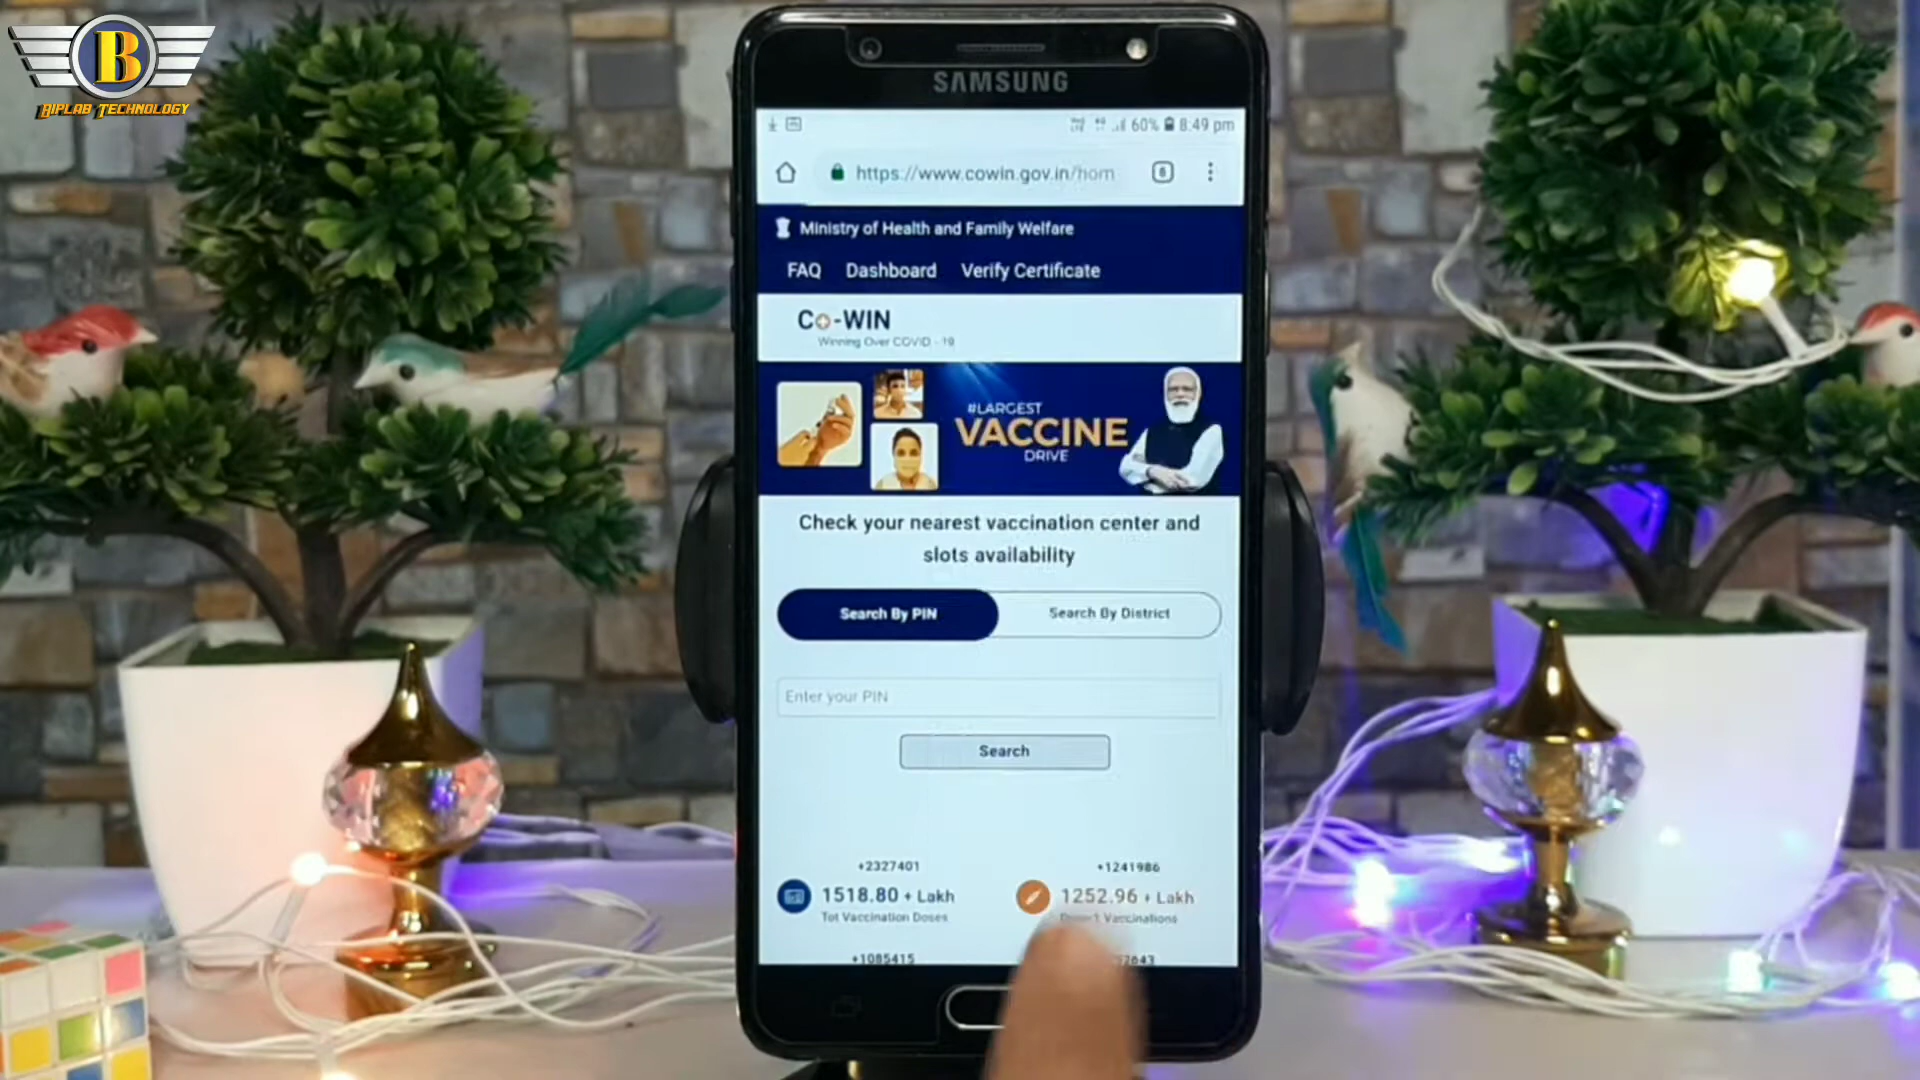 B
BIPLAB TECHNOLOGY
SAMSUNG
60% 8:49 pm
https://www.cowin.gov.in/hom
6
Ministry of Health and Family Welfare
FAQ Dashboard Verify Certificate
Co-WIN
Winning Over COVID - 19
#LARGEST
VACCINE
DRIVE
Check your nearest vaccination center and
slots availability
Search By PIN
Search By District
Enter your PIN
Search
+2327401
1518.80 + Lakh
Tot Vaccination Doses
+1241986
1252.96 + Lakh
Vaccinations
+1085415